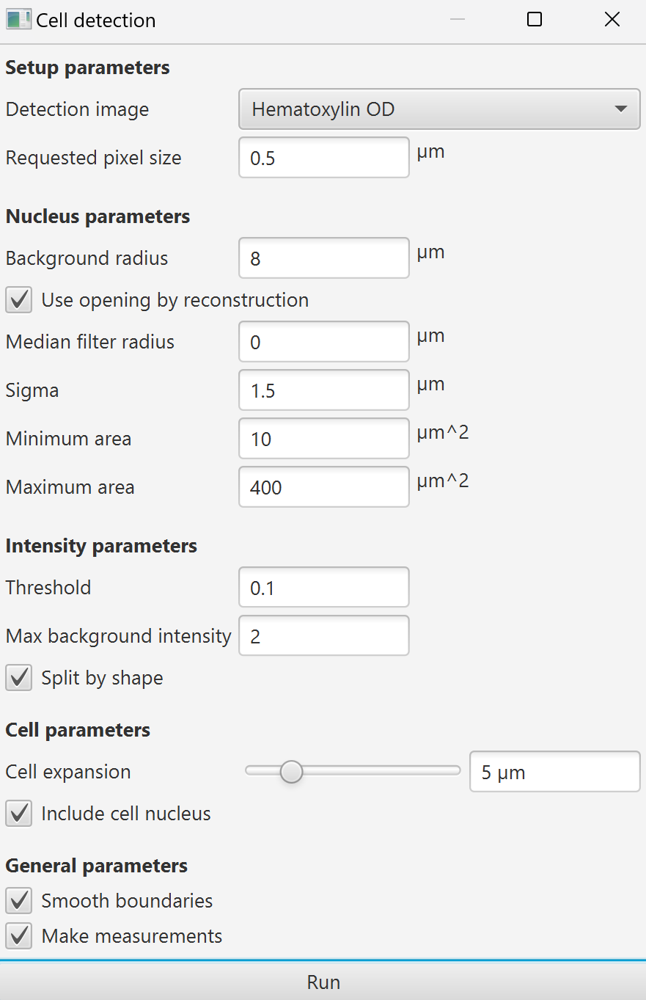 Cell detection
Setup parameters
Detection image Hematoxylin OD
Requested pixel size 0.5 µm
Nucleus parameters
Background radius 8 µm
Use opening by reconstruction
Median filter radius 0 µm
Sigma 1.5 µm
Minimum area 10 µm^2
Maximum area 400 µm^2
Intensity parameters
Threshold 0.1
Max background intensity 2
Split by shape
Cell parameters
Cell expansion 5 µm
Include cell nucleus
General parameters
Smooth boundaries
Make measurements
Run